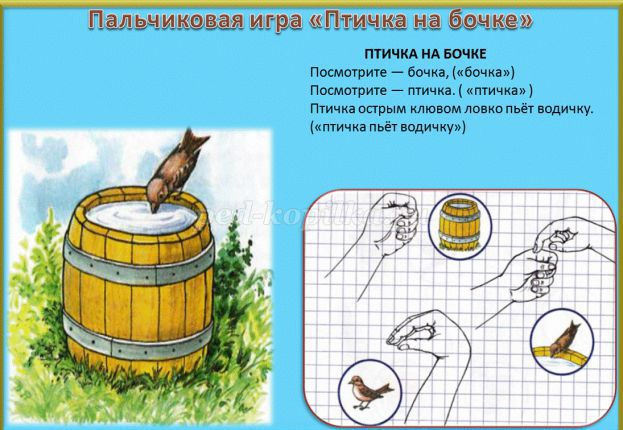 Пальчиковая игра «Птичка на бочке»
ПТИЧКА НА БОЧКЕ
Посмотрите — бочка, («бочка»)
Посмотрите — птичка. ( «птичка» )
Птичка острым клювом ловко пьёт водичку.
(«птичка пьёт водичку»)